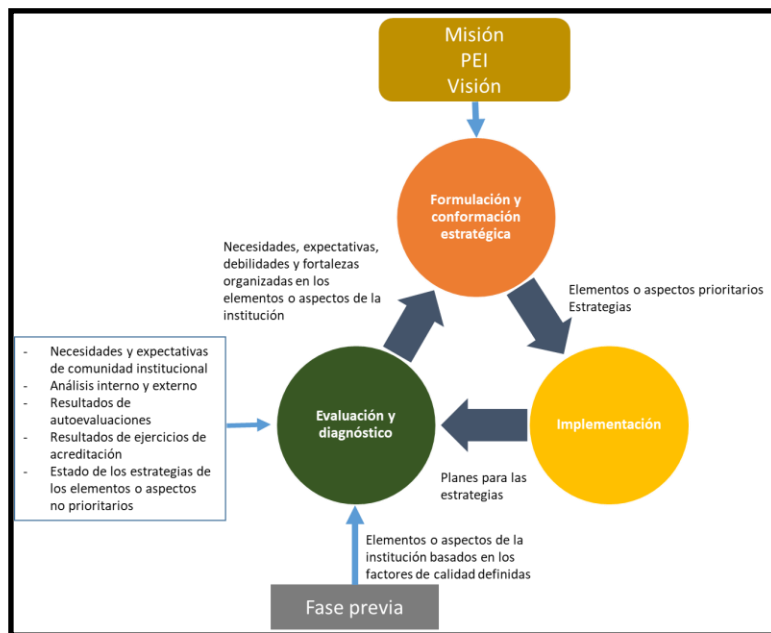 Misión
PEI
Visión
Formulación y
conformación
estratégica
Necesidades, expectativas,
debilidades y fortalezas
organizadas en los
elementos o aspectos de la
institución
Elementos o aspectos prioritarios
Estrategias
- Necesidades y expectativas
de comunidad institucional
- Análisis interno y externo
- Resultados de
autoevaluaciones
- Resultados de ejercicios de
acreditación
- Estado de los estrategias de
los elementos o aspectos
no prioritarios
Evaluación y
diagnóstico
Implementación
Planes para las
estrategias
Elementos o aspectos de la
institución basados en los
factores de calidad definidas
Fase previa